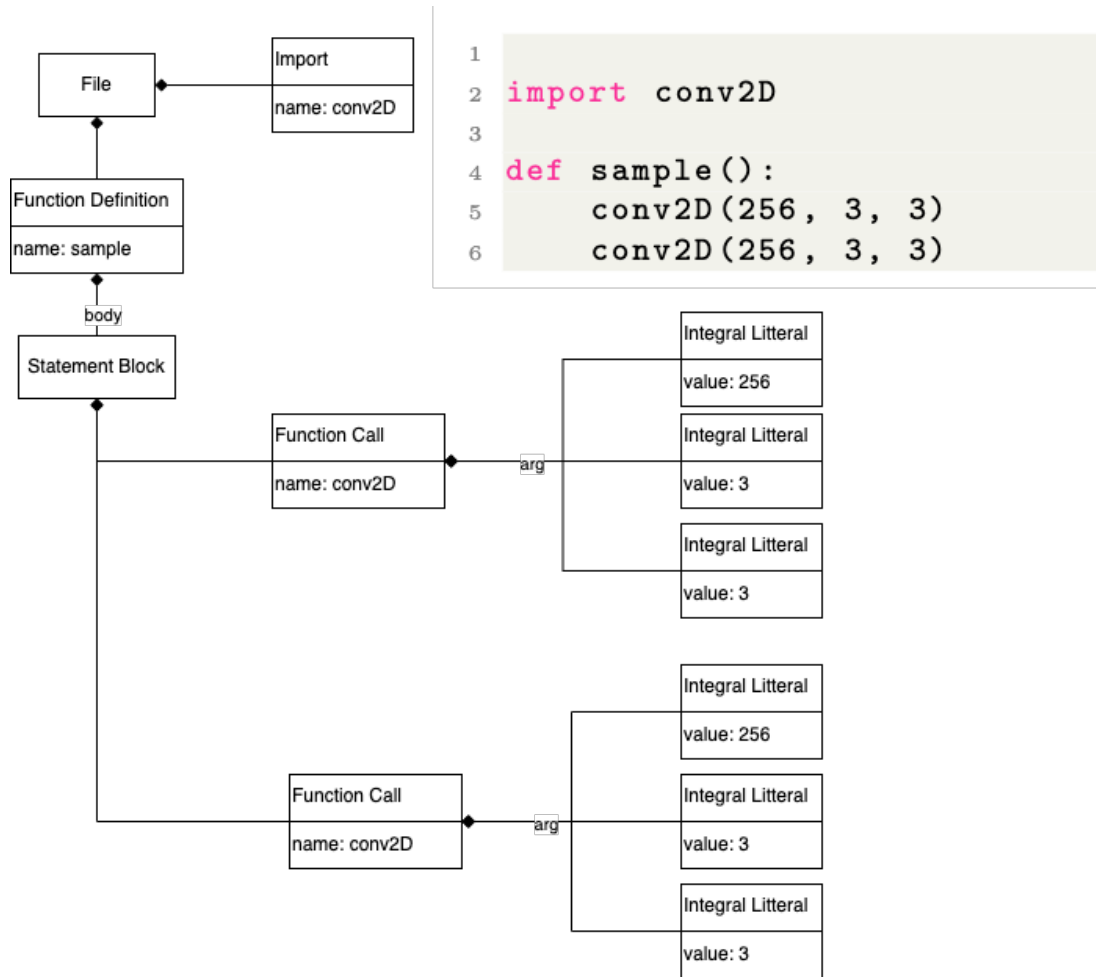 File
Import
name: conv2D
1
2 import conv2D
3
4 def sample():
5 conv2D(256, 3, 3)
6 conv2D(256, 3, 3)
Function Definition
name: sample
body
Statement Block
Function Call
name: conv2D
arg
Integral Litteral
value: 256
Integral Litteral
value: 3
Integral Litteral
value: 3
Function Call
name: conv2D
arg
Integral Litteral
value: 256
Integral Litteral
value: 3
Integral Litteral
value: 3